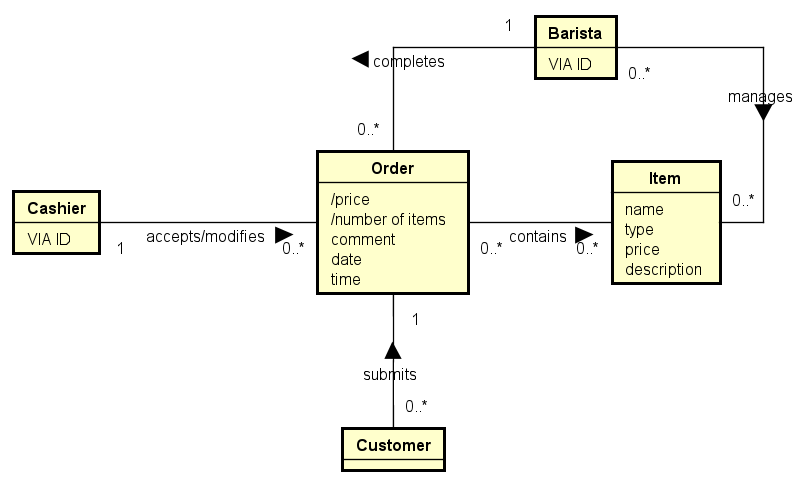 1
Barista
VIA ID
completes
0..*
manages
0..*
Order
/price
/number of items
comment
date
time
Item
name
type
price
description
0..*
Cashier
VIA ID
1
accepts/modifies
0..*
0..*
contains
0..*
1
submits
0..*
Customer